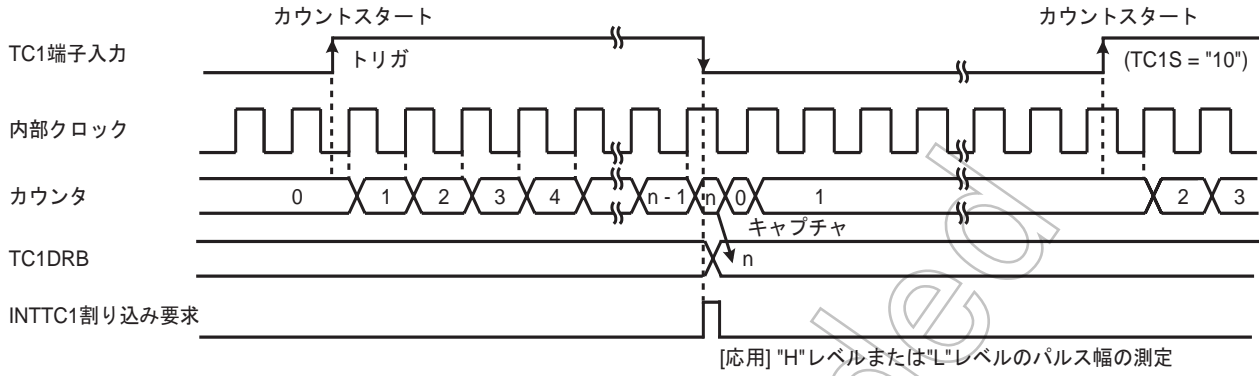 カウントスタート カウントスタート
TC1端子入力 トリガ (TC1S = "10")
内部クロック
カウンタ 0 1 2 3 4 n - 1 n 0 1 2 3
キャプチャ
TC1DRB n
INTTC1割り込み要求
[応用] "H"レベルまたは"L"レベルのパルス幅の測定